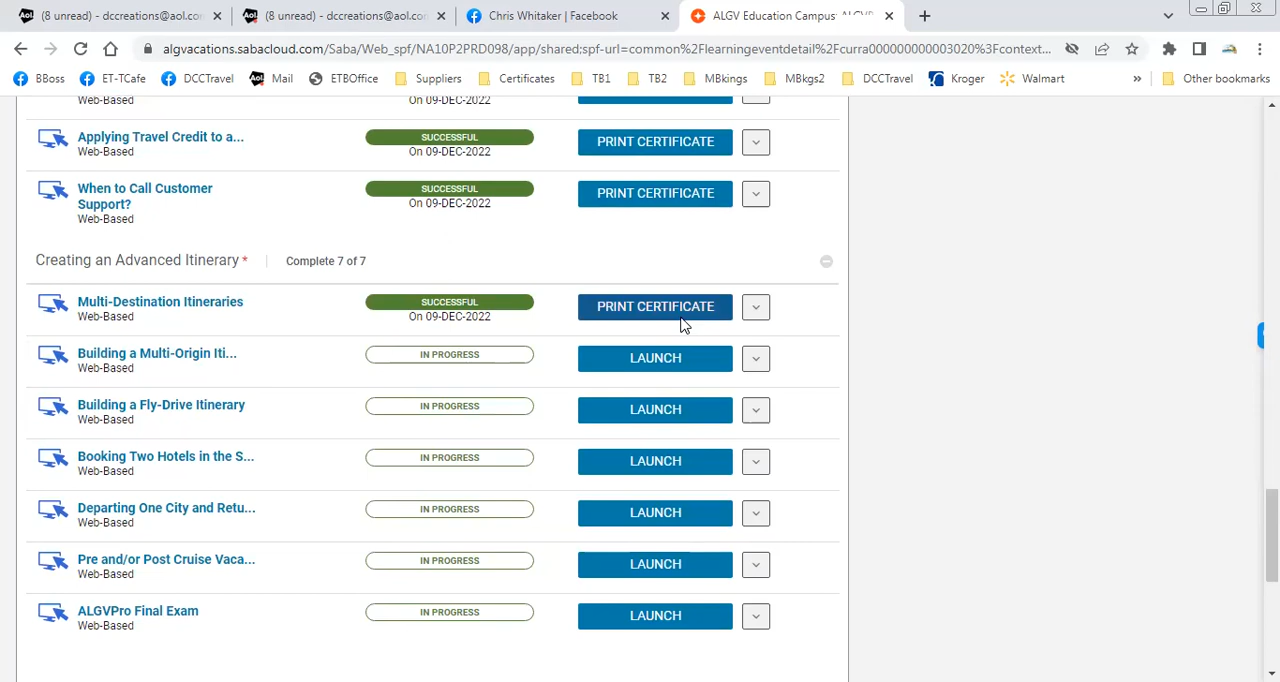 (8 unread) - dccreations@aol.co
(8 unread) - dccreations@aol.co
Chris Whitaker | Facebook
ALGV Education Campus
algvacations.sabacloud.com/Saba/Web_spf/NA10P2PRD098/app/shared;spf-url=common%2Flearningeventdetail%2Fcurra000000000003020%3Fcontext...
BBoss
ET-TCafe
DCCTravel
Aol.
Mail
ETBOffice
Suppliers
Certificates
TB1
TB2
MBkings
MBkgs2
DCCTravel
Kroger
Walmart
»
Other bookmarks
Web-Based
On 09-DEC-2022
Applying Travel Credit to a...
Web-Based
SUCCESSFUL
On 09-DEC-2022
PRINT CERTIFICATE
When to Call Customer
Support?
Web-Based
SUCCESSFUL
On 09-DEC-2022
PRINT CERTIFICATE
Creating an Advanced Itinerary *
Complete 7 of 7
Multi-Destination Itineraries
Web-Based
SUCCESSFUL
On 09-DEC-2022
PRINT CERTIFICATE
Building a Multi-Origin Iti...
Web-Based
IN PROGRESS
LAUNCH
Building a Fly-Drive Itinerary
Web-Based
IN PROGRESS
LAUNCH
Booking Two Hotels in the S...
Web-Based
IN PROGRESS
LAUNCH
Departing One City and Retu...
Web-Based
IN PROGRESS
LAUNCH
Pre and/or Post Cruise Vaca...
Web-Based
IN PROGRESS
LAUNCH
ALGVPro Final Exam
Web-Based
IN PROGRESS
LAUNCH